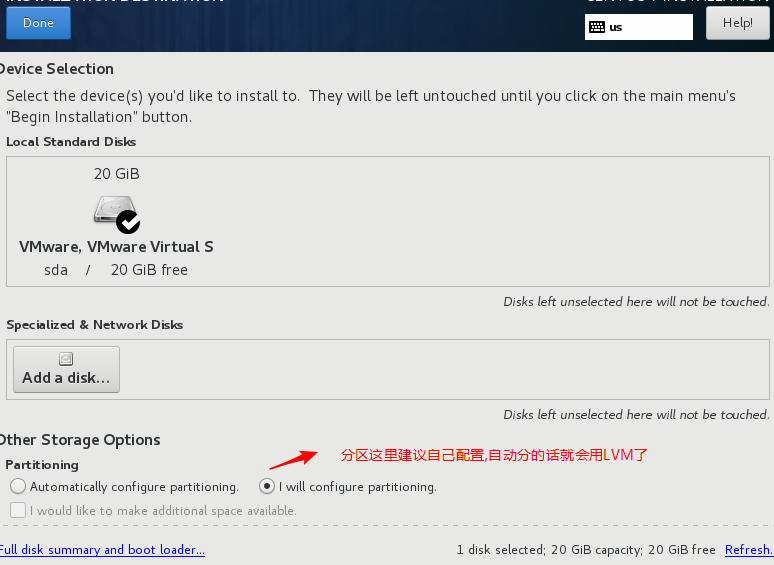 Done
us
Help!
Device Selection
Select the device(s) you'd like to install to.  They will be left untouched until you click on the main menu's
"Begin Installation" button.
Local Standard Disks
20 GiB
VMware, VMware Virtual S
sda / 20 GiB free
Disks left unselected here will not be touched.
Specialized & Network Disks
Add a disk...
Disks left unselected here will not be touched.
Other Storage Options
分区这里建议自己配置,自动分的话就会用LVM了
Partitioning
Automatically configure partitioning.
I will configure partitioning.
I would like to make additional space available.
Full disk summary and boot loader...
1 disk selected; 20 GiB capacity; 20 GiB free
Refresh.